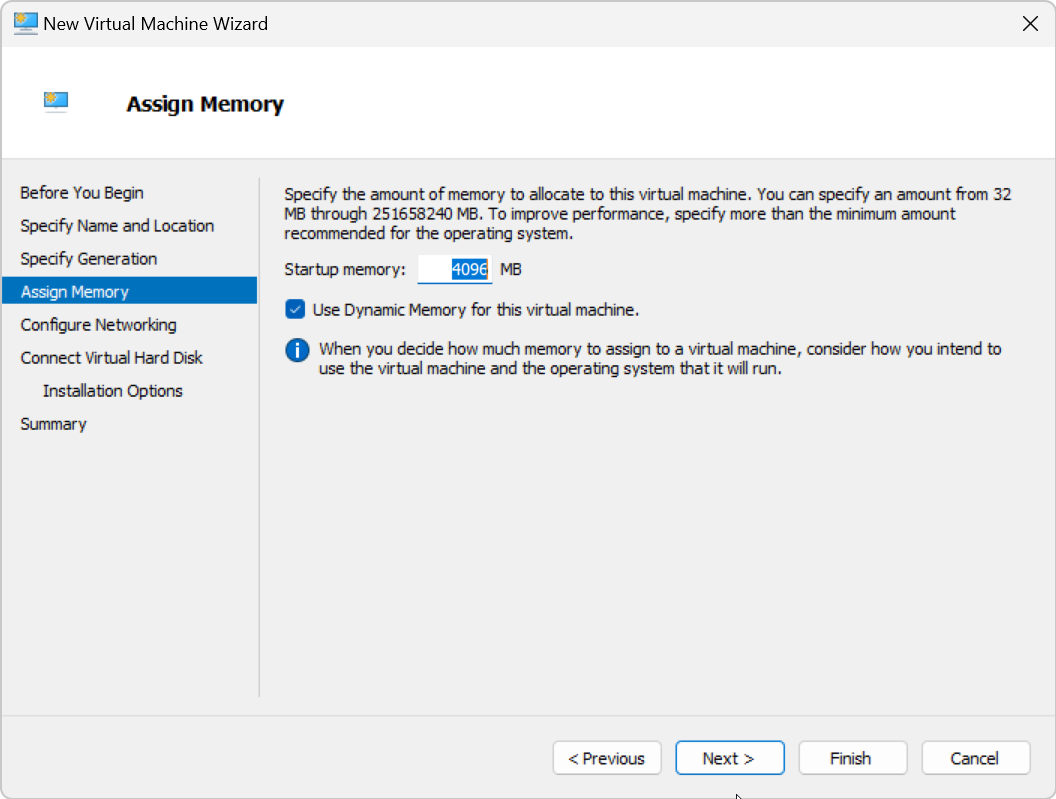 New Virtual Machine Wizard
Assign Memory
Before You Begin
Specify Name and Location
Specify Generation
Assign Memory
Configure Networking
Connect Virtual Hard Disk
Installation Options
Summary
Specify the amount of memory to allocate to this virtual machine. You can specify an amount from 32
MB through 251658240 MB. To improve performance, specify more than the minimum amount
recommended for the operating system.
Startup memory: 4096 MB
Use Dynamic Memory for this virtual machine.
When you decide how much memory to assign to a virtual machine, consider how you intend to
use the virtual machine and the operating system that it will run.
< Previous Next > Finish Cancel